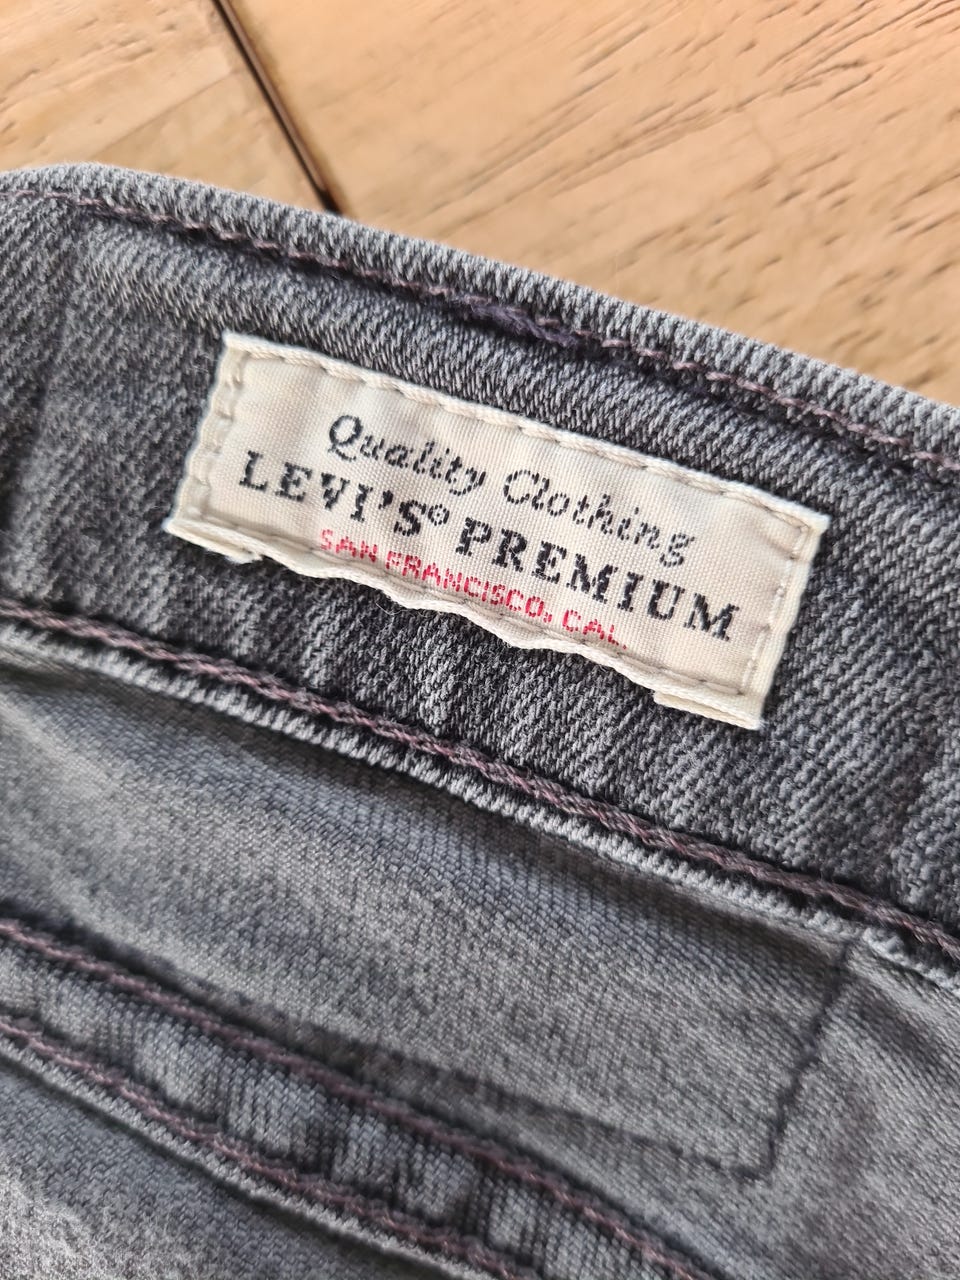 Quality Clothing
LEVI'S® PREMIUM
SAN FRANCISCO, CAL.